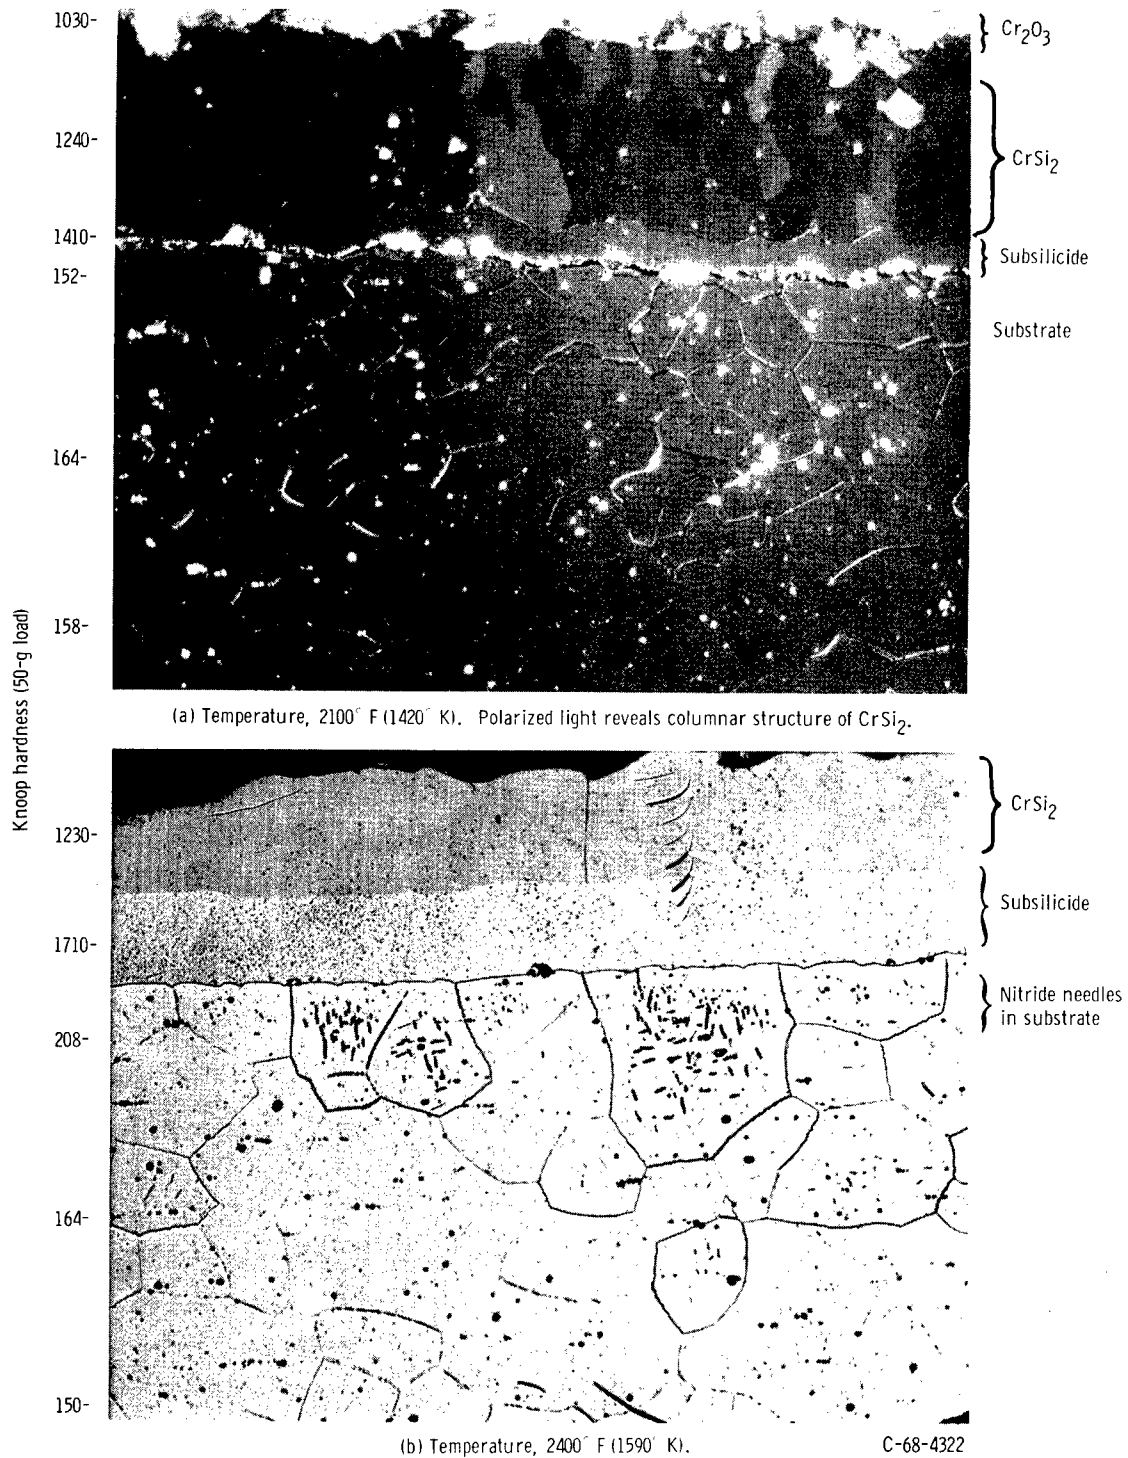 1030-
Cr2O3
1240-
CrSi2
1410-
Subsilicide
152-
Substrate
164-
158-
Knoop hardness (50-g load)
(a) Temperature, 2100° F (1420° K). Polarized light reveals columnar structure of CrSi2.
CrSi2
1230-
Subsilicide
1710-
Nitride needles
in substrate
208-
164-
150-
(b) Temperature, 2400° F (1590° K).
C-68-4322